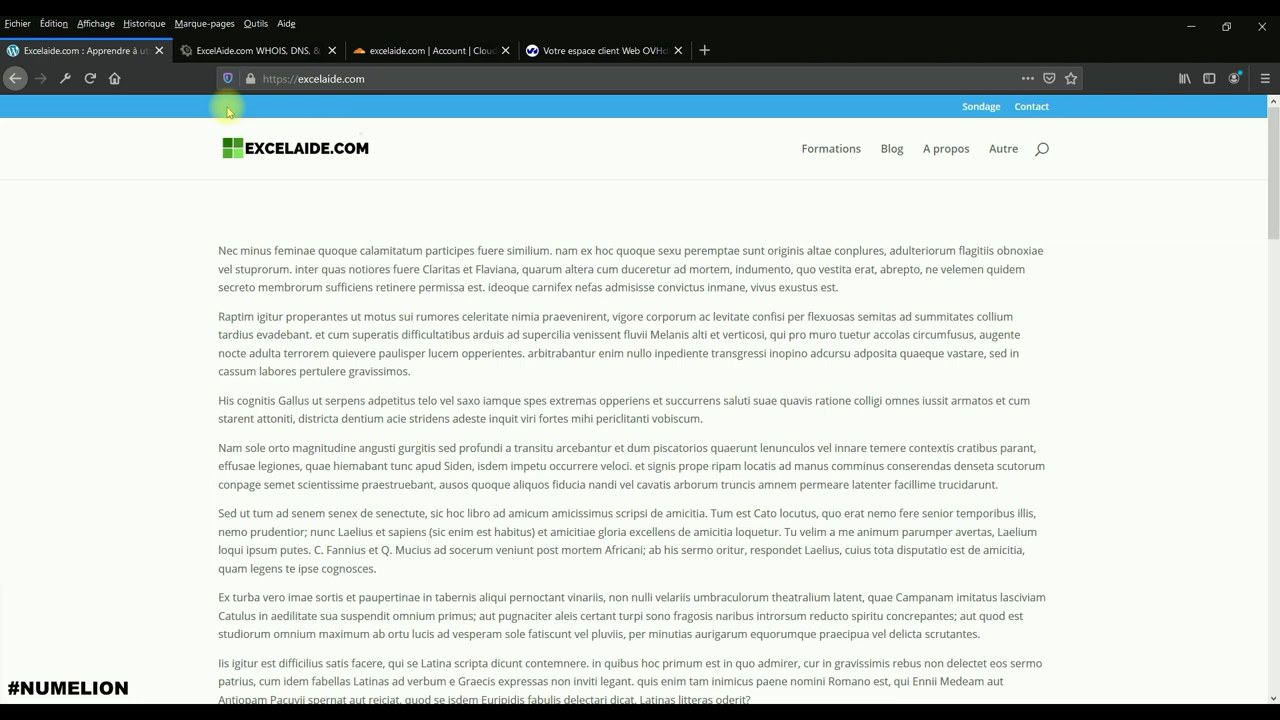 Fichier Édition Affichage Historique Marque-pages Outils Aide
Excelaide.com : Apprendre à ut
ExcelAide.com WHOIS, DNS, &
excelaide.com | Account | Cloud
Votre espace client Web OVHcl
https://excelaide.com
Sondage Contact
EXCELAIDE.COM
Formations Blog A propos Autre
Nec minus feminae quoque calamitatum participes fuere similium. nam ex hoc quoque sexu peremptae sunt originis altae conplures, adulteriorum flagitiis obnoxiae
vel stuprorum. inter quas notiores fuere Claritas et Flaviana, quarum altera cum duceretur ad mortem, indumento, quo vestita erat, abrepto, ne velemen quidem
secreto membrorum sufficiens retinere permissa est. ideoque carnifex nefas admisisse convictus inmane, vivus exustus est.
Raptim igitur properantes ut motus sui rumores celeritate nimia praevenirent, vigore corporum ac levitate confisi per flexuosas semitas ad summitates collium
tardius evadebant. et cum superatis difficultatibus arduis ad supercilia venissent fluvii Melanis alti et verticosi, qui pro muro tuetur accolas circumfusus, augente
nocte adulta terrorem quievere paulisper lucem opperientes. arbitrabantur enim nullo inpediente transgressi inopino adcursu adposita quaeque vastare, sed in
cassum labores pertulere gravissimos.
His cognitis Gallus ut serpens adpetitus telo vel saxo iamque spes extremas opperiens et succurrens saluti suae quavis ratione colligi omnes iussit armatos et cum
starent attoniti, districta dentium acie stridens adeste inquit viri fortes mihi periclitanti vobiscum.
Nam sole orto magnitudine angusti gurgitis sed profundi a transitu arcebantur et dum piscatorios quaerunt lenunculos vel innare temere contextis cratibus parant,
effusae legiones, quae hiemabant tunc apud Siden, isdem impetu occurrere veloci. et signis prope ripam locatis ad manus comminus conserendas denseta scutorum
conpage semet scientissime praestruebant, ausos quoque aliquos fiducia nandi vel cavatis arborum truncis amnem permeare latenter facillime trucidarunt.
Sed ut tum ad senem senex de senectute, sic hoc libro ad amicum amicissimus scripsi de amicitia. Tum est Cato locutus, quo erat nemo fere senior temporibus illis,
nemo prudentior; nunc Laelius et sapiens (sic enim est habitus) et amicitiae gloria excellens de amicitia loquetur. Tu velim a me animum parumper avertas, Laelium
loqui ipsum putes. C. Fannius et Q. Mucius ad socerum veniunt post mortem Africani; ab his sermo oritur, respondet Laelius, cuius tota disputatio est de amicitia,
quam legens te ipse cognosces.
Ex turba vero imae sortis et paupertinae in tabernis aliqui pernoctant vinariis, non nulli velariis umbraculorum theatralium latent, quae Campanam imitatus lasciviam
Catulus in aedilitate sua suspendit omnium primus; aut pugnaciter aleis certant turpi sono fragosis naribus introrsum reducto spiritu concrepantes; aut quod est
studiorum omnium maximum ab ortu lucis ad vesperam sole fatiscunt vel pluviis, per minutias aurigarum equorumque praecipua vel delicta scrutantes.
Iis igitur est difficilius satis facere, qui se Latina scripta dicunt contemnere. in quibus hoc primum est in quo admirer, cur in gravissimis rebus non delectet eos sermo
patrius, cum idem fabellas Latinas ad verbum e Graecis expressas non inviti legant. quis enim tam inimicus paene nomini Romano est, qui Ennii Medeam aut
Antiopam Pacuvii spernat aut reiciat, quod se isdem Euripidis fabulis delectari dicat, Latinas litteras oderit?
#NUMELION